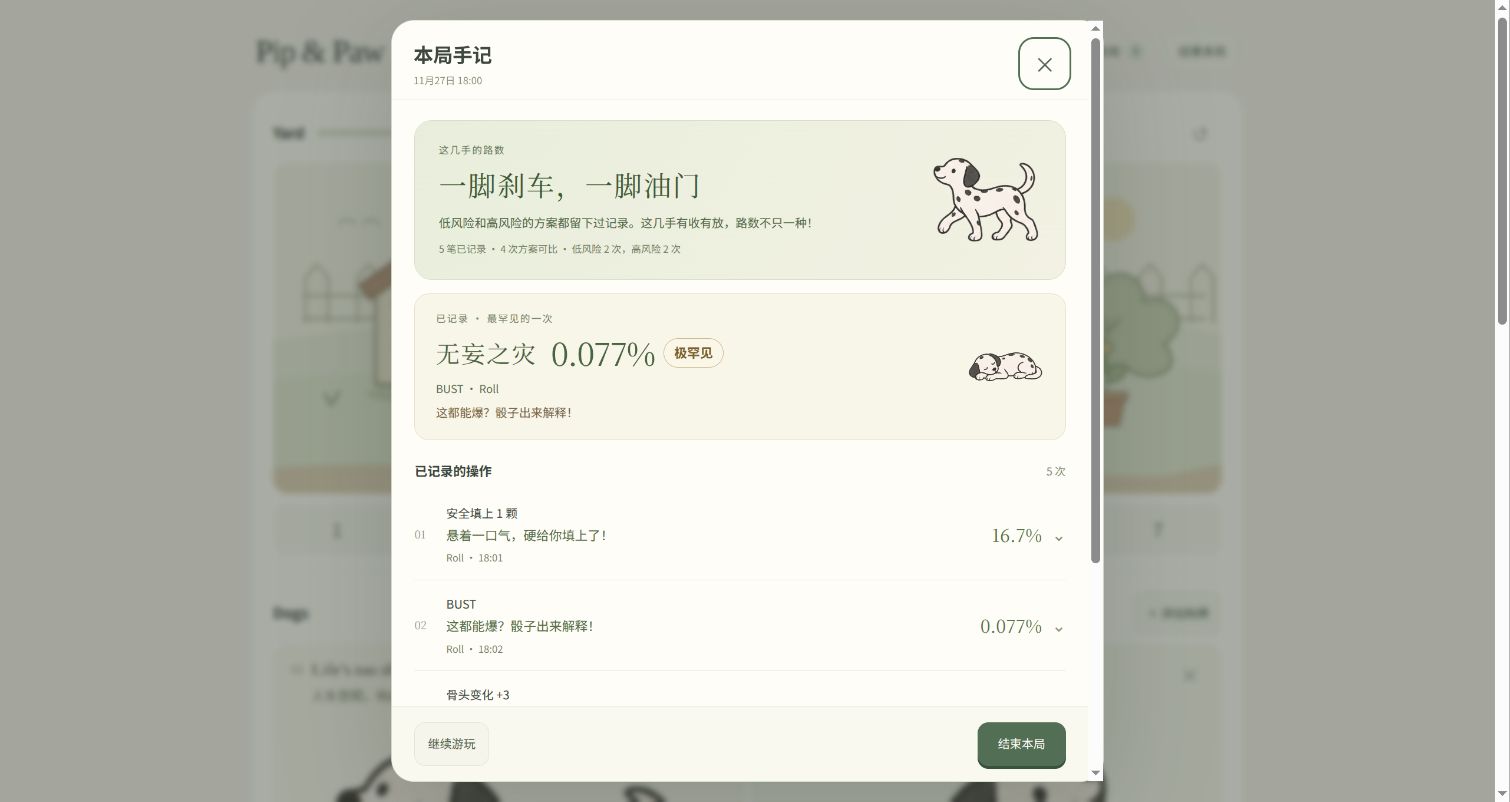 Pip & Paw
本局手记
11月27日 18:00
Yard
这几手的路数
一脚刹车，一脚油门
低风险和高风险的方案都留下过记录。这几手有收有放，路数不只一种！
5 笔已记录 · 4 次方案可比 · 低风险 2 次，高风险 2 次
已记录 · 最罕见的一次
无妄之灾 0.077% 极罕见
BUST · Roll
这都能爆？骰子出来解释！
已记录的操作
5 次
1
7
安全填上 1 颗
01
悬着一口气，硬给你填上了！
16.7%
Roll · 18:01
Dogs
BUST
02
这都能爆？骰子出来解释！
0.077%
Roll · 18:02
骨头变化 +3
继续游玩
结束本局